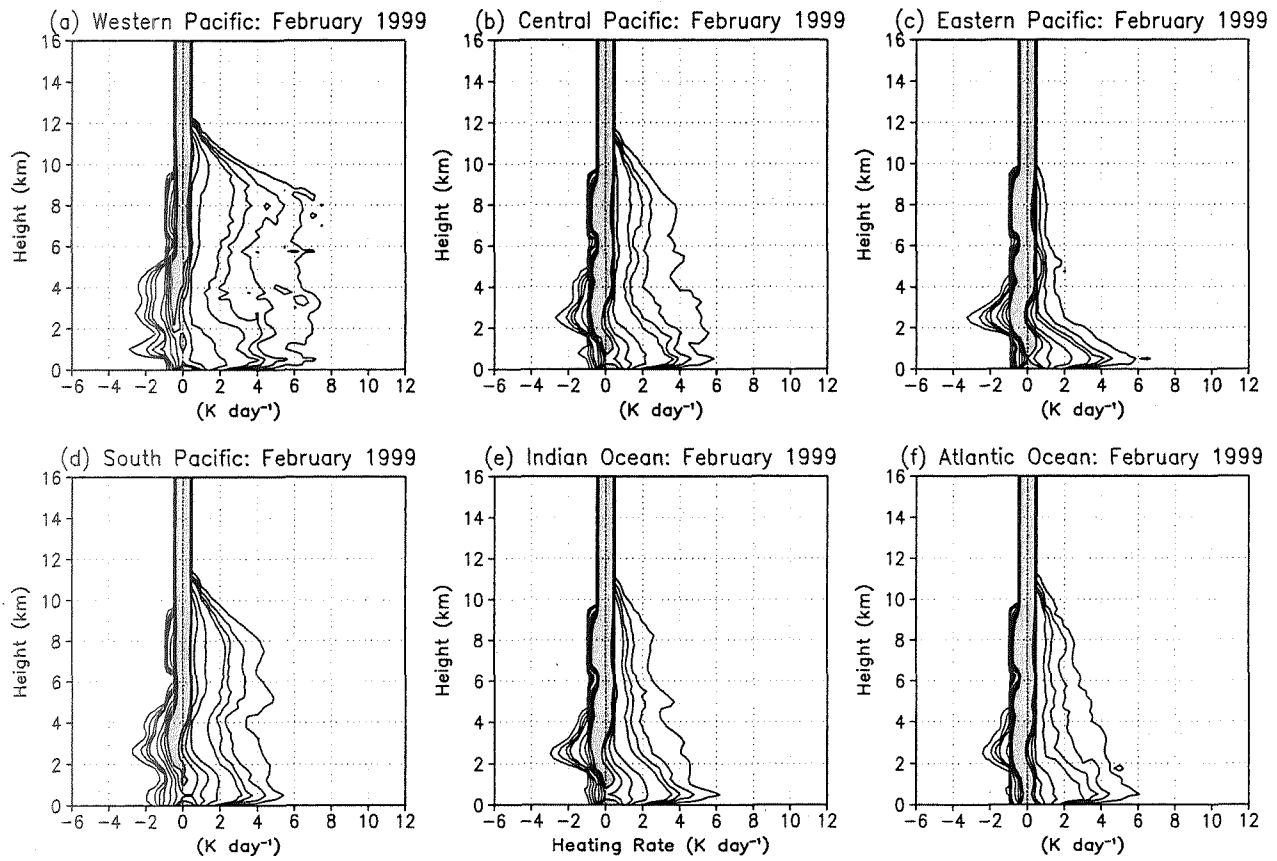 (a) Western Pacific: February 1999
(b) Central Pacific: February 1999
(c) Eastern Pacific: February 1999
Height (km)
16
14
12
10
8
6
4
2
0
−6 −4 −2 0 2 4 6 8 10 12
(K day⁻¹)
Height (km)
16
14
12
10
8
6
4
2
0
−6 −4 −2 0 2 4 6 8 10 12
(K day⁻¹)
Height (km)
16
14
12
10
8
6
4
2
0
−6 −4 −2 0 2 4 6 8 10 12
(K day⁻¹)
(d) South Pacific: February 1999
(e) Indian Ocean: February 1999
(f) Atlantic Ocean: February 1999
Height (km)
16
14
12
10
8
6
4
2
0
−6 −4 −2 0 2 4 6 8 10 12
(K day⁻¹)
Height (km)
16
14
12
10
8
6
4
2
0
−6 −4 −2 0 2 4 6 8 10 12
Heating Rate (K day⁻¹)
Height (km)
16
14
12
10
8
6
4
2
0
−6 −4 −2 0 2 4 6 8 10 12
(K day⁻¹)